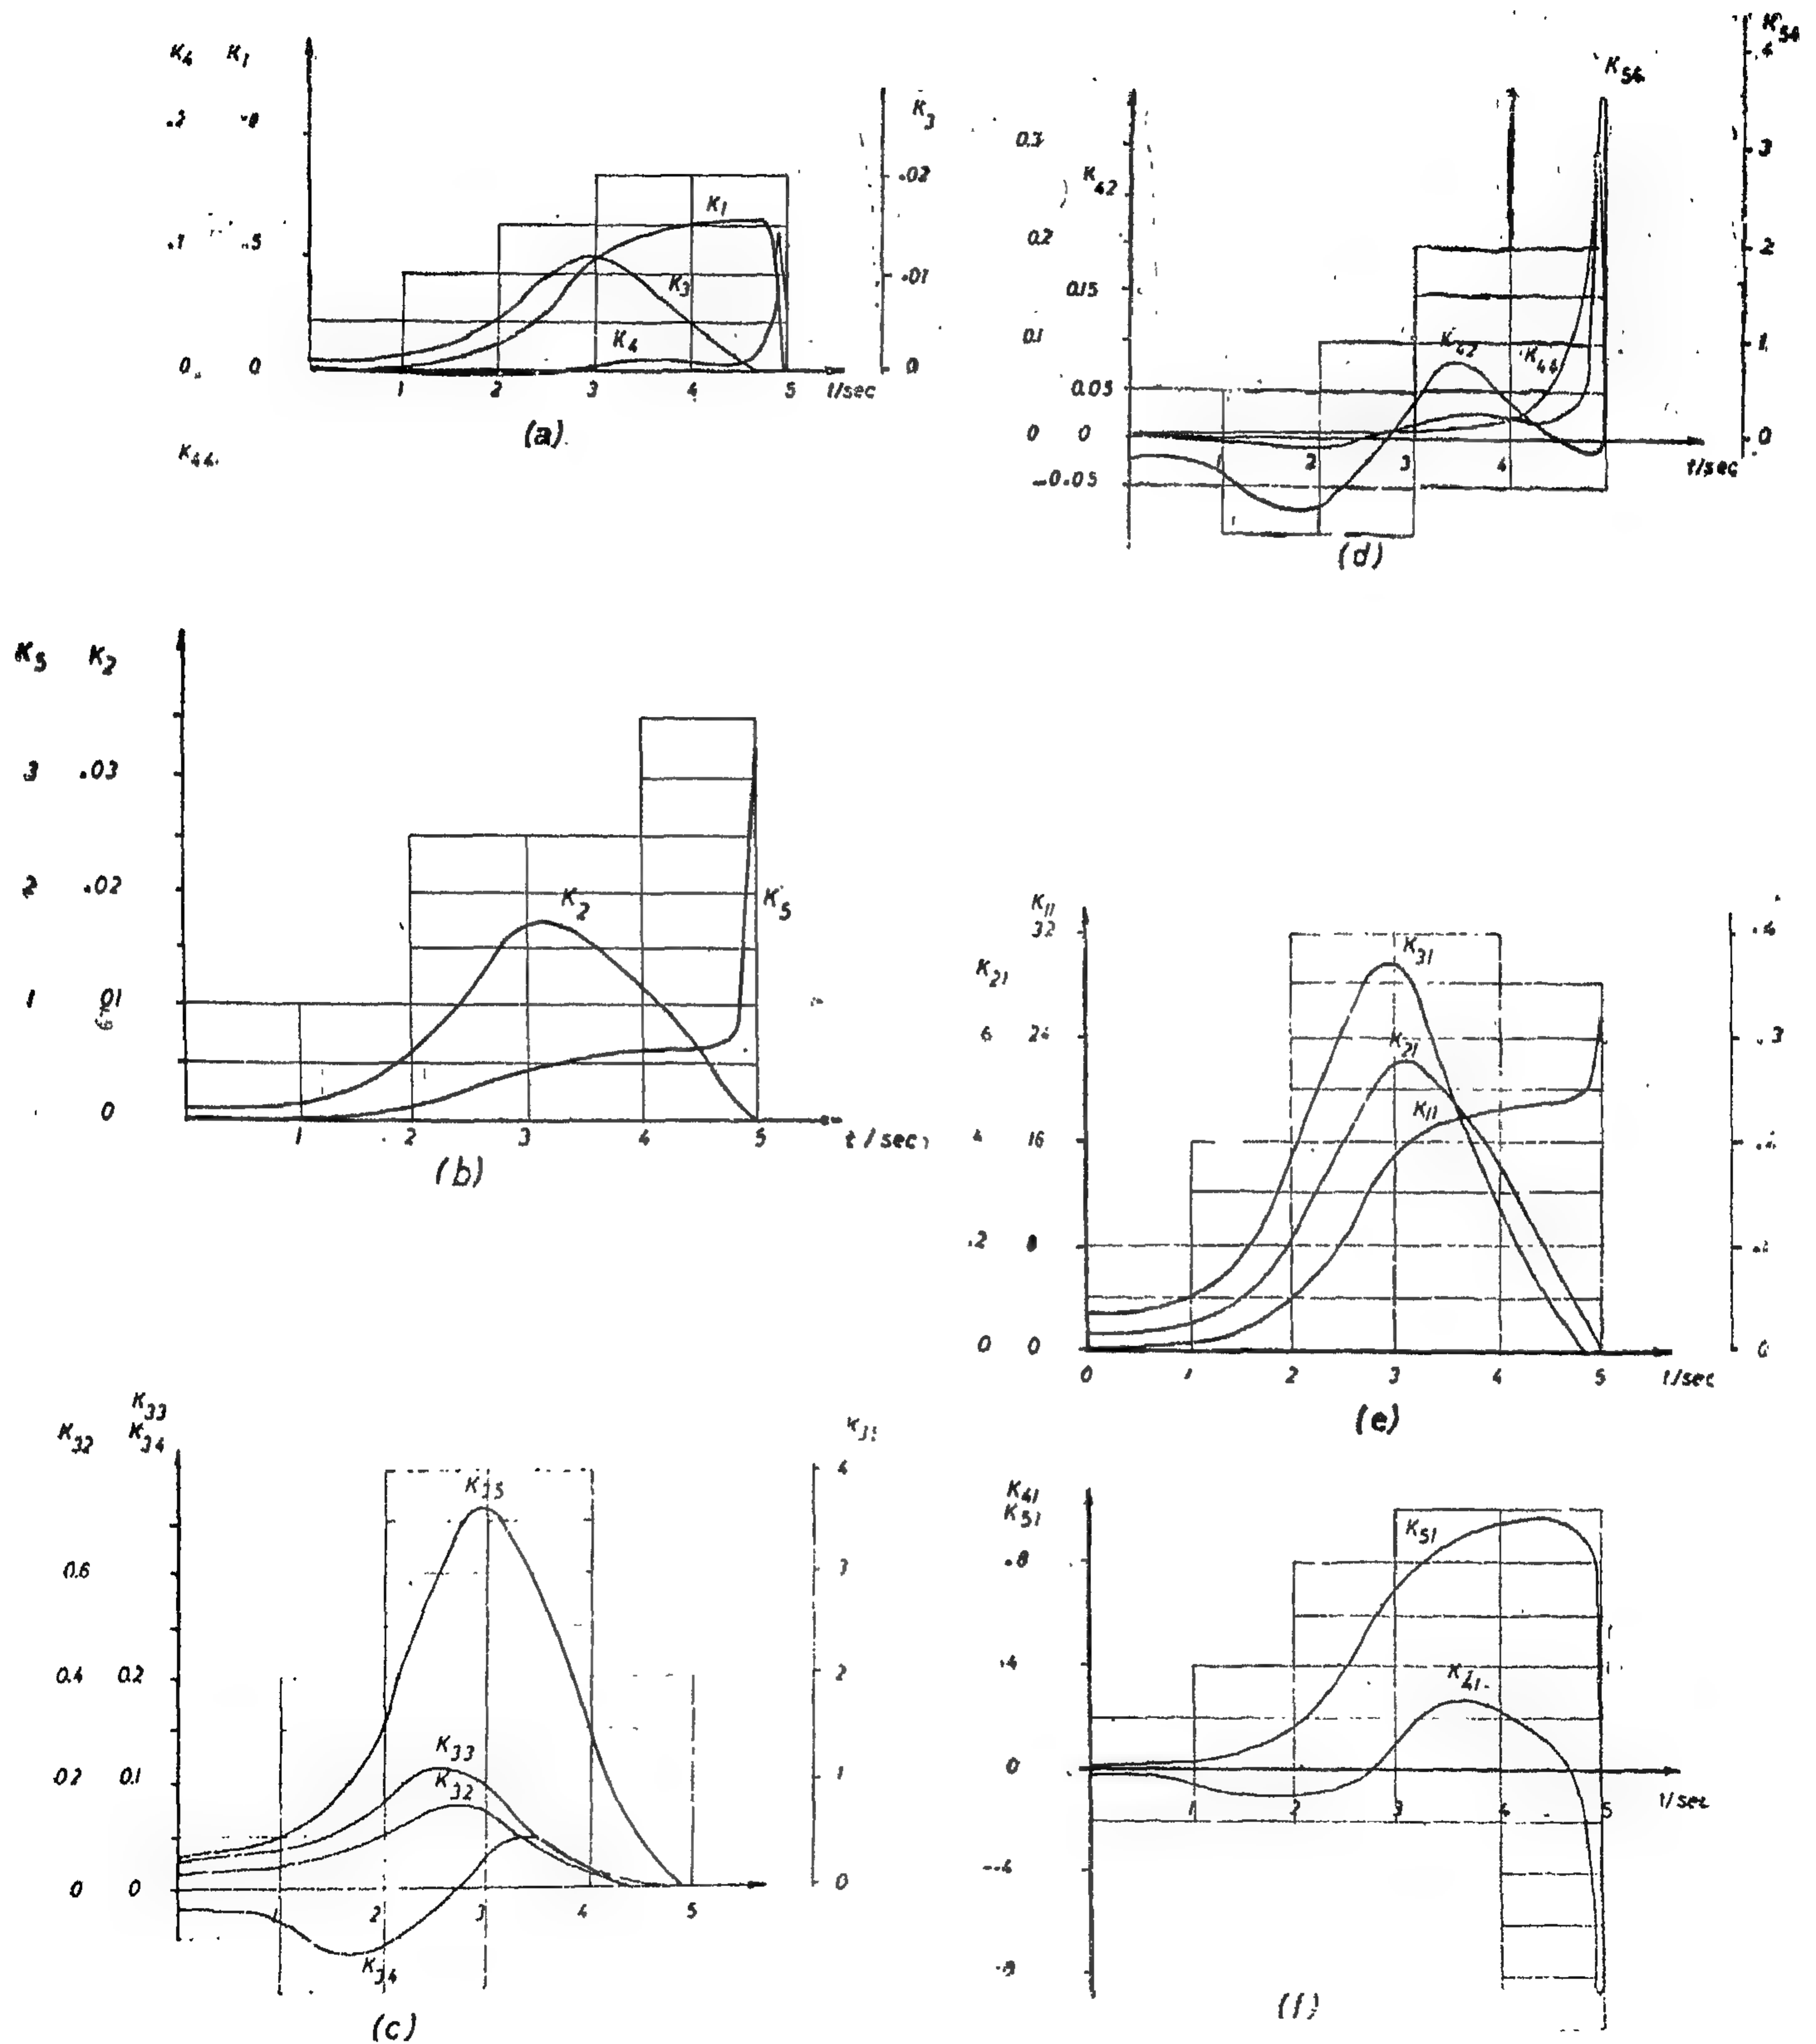 K4 K1
K3
.2
.1 .5
.02
.01
0 0
0
K1
K3
K4
1 2 3 4 5 t/sec
(a)
K44
K54
K54
4
3
2
1
0
0.3
K42
0.2
0.15
0.1
0.05
0 0
-0.05
K42
K44
1 2 3 4 t/sec
(d)
K5 K2
3 .03
2 .02
1 .01
0
K2
K5
1 2 3 4 5 t/sec
(b)
K11
32
K21
6 24
4 16
.2 8
0 0
.4
.3
0
K31
K21
K11
0 1 2 3 4 5 t/sec
(e)
K33
K32 K34
0.6
0.4 0.2
0.2 0.1
0 0
4
3
2
1
0
K33
K32
K34
1 2 3 4 5
(c)
K41
K51
.8
.4
0
-.4
-.8
K51
K41
1 2 3 4 5 t/sec
(f)